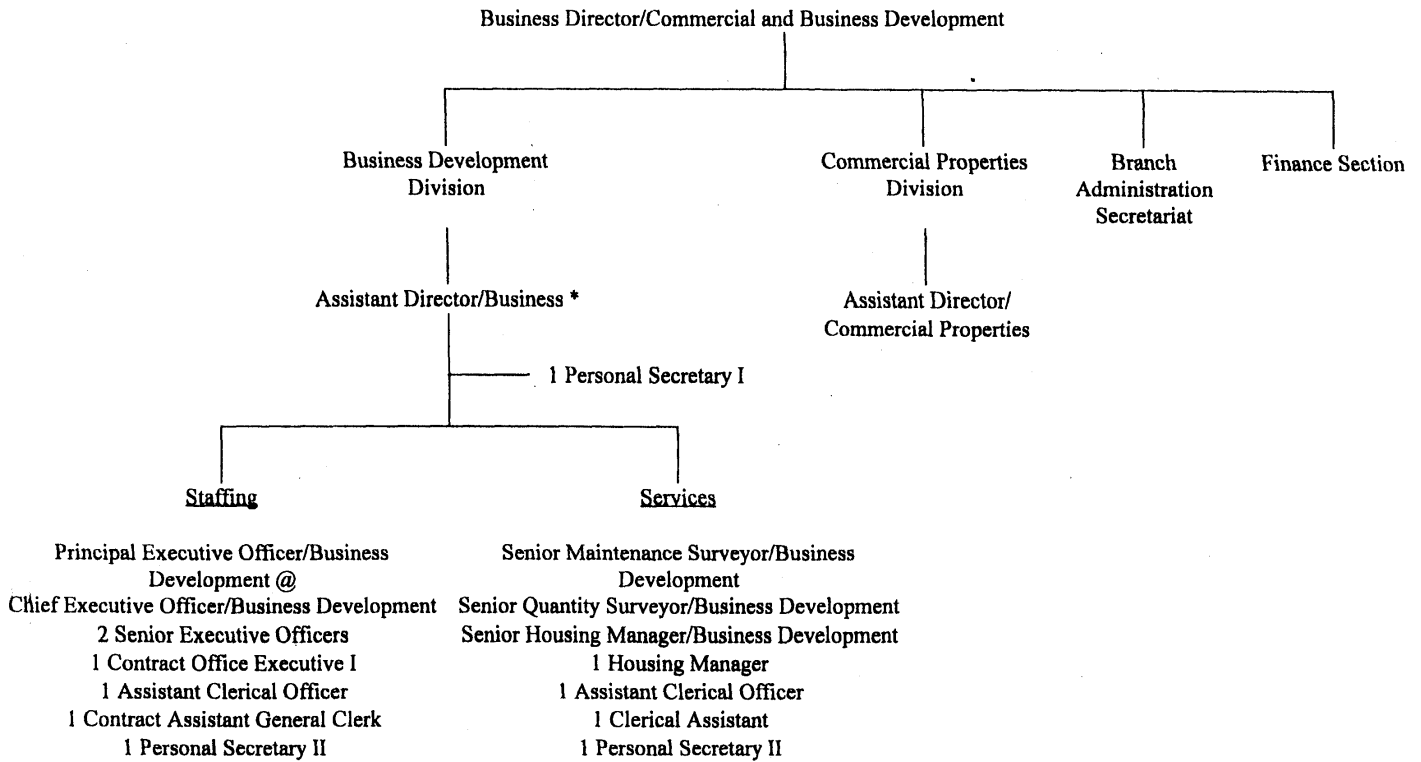 Business Director/Commercial and Business Development
Business Development
Division
Commercial Properties
Division
Branch
Administration
Secretariat
Finance Section
Assistant Director/Business *
Assistant Director/
Commercial Properties
1 Personal Secretary I
Staffing
Principal Executive Officer/Business
Development @
Chief Executive Officer/Business Development
2 Senior Executive Officers
1 Contract Office Executive I
1 Assistant Clerical Officer
1 Contract Assistant General Clerk
1 Personal Secretary II
Services
Senior Maintenance Surveyor/Business
Development
Senior Quantity Surveyor/Business Development
Senior Housing Manager/Business Development
1 Housing Manager
1 Assistant Clerical Officer
1 Clerical Assistant
1 Personal Secretary II